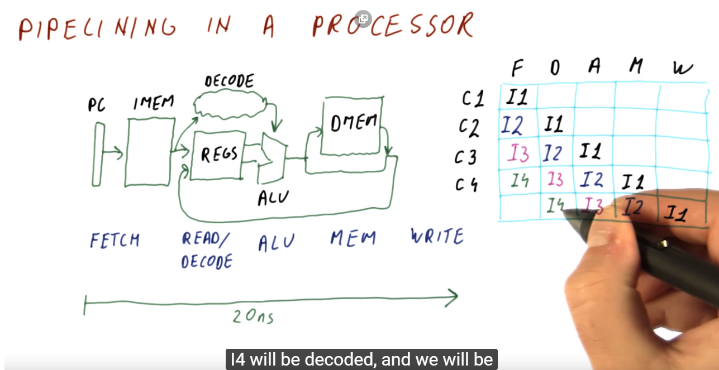 PIPELINING IN A PROCESSOR
PC IMEM DECODE
REGS
ALU
DMEM
FETCH READ/DECODE ALU MEM WRITE
20ns
F D A M W
C1 I1
C2 I2 I1
C3 I3 I2 I1
C4 I4 I3 I2 I1
I4 I3 I2 I1
I4 will be decoded, and we will be